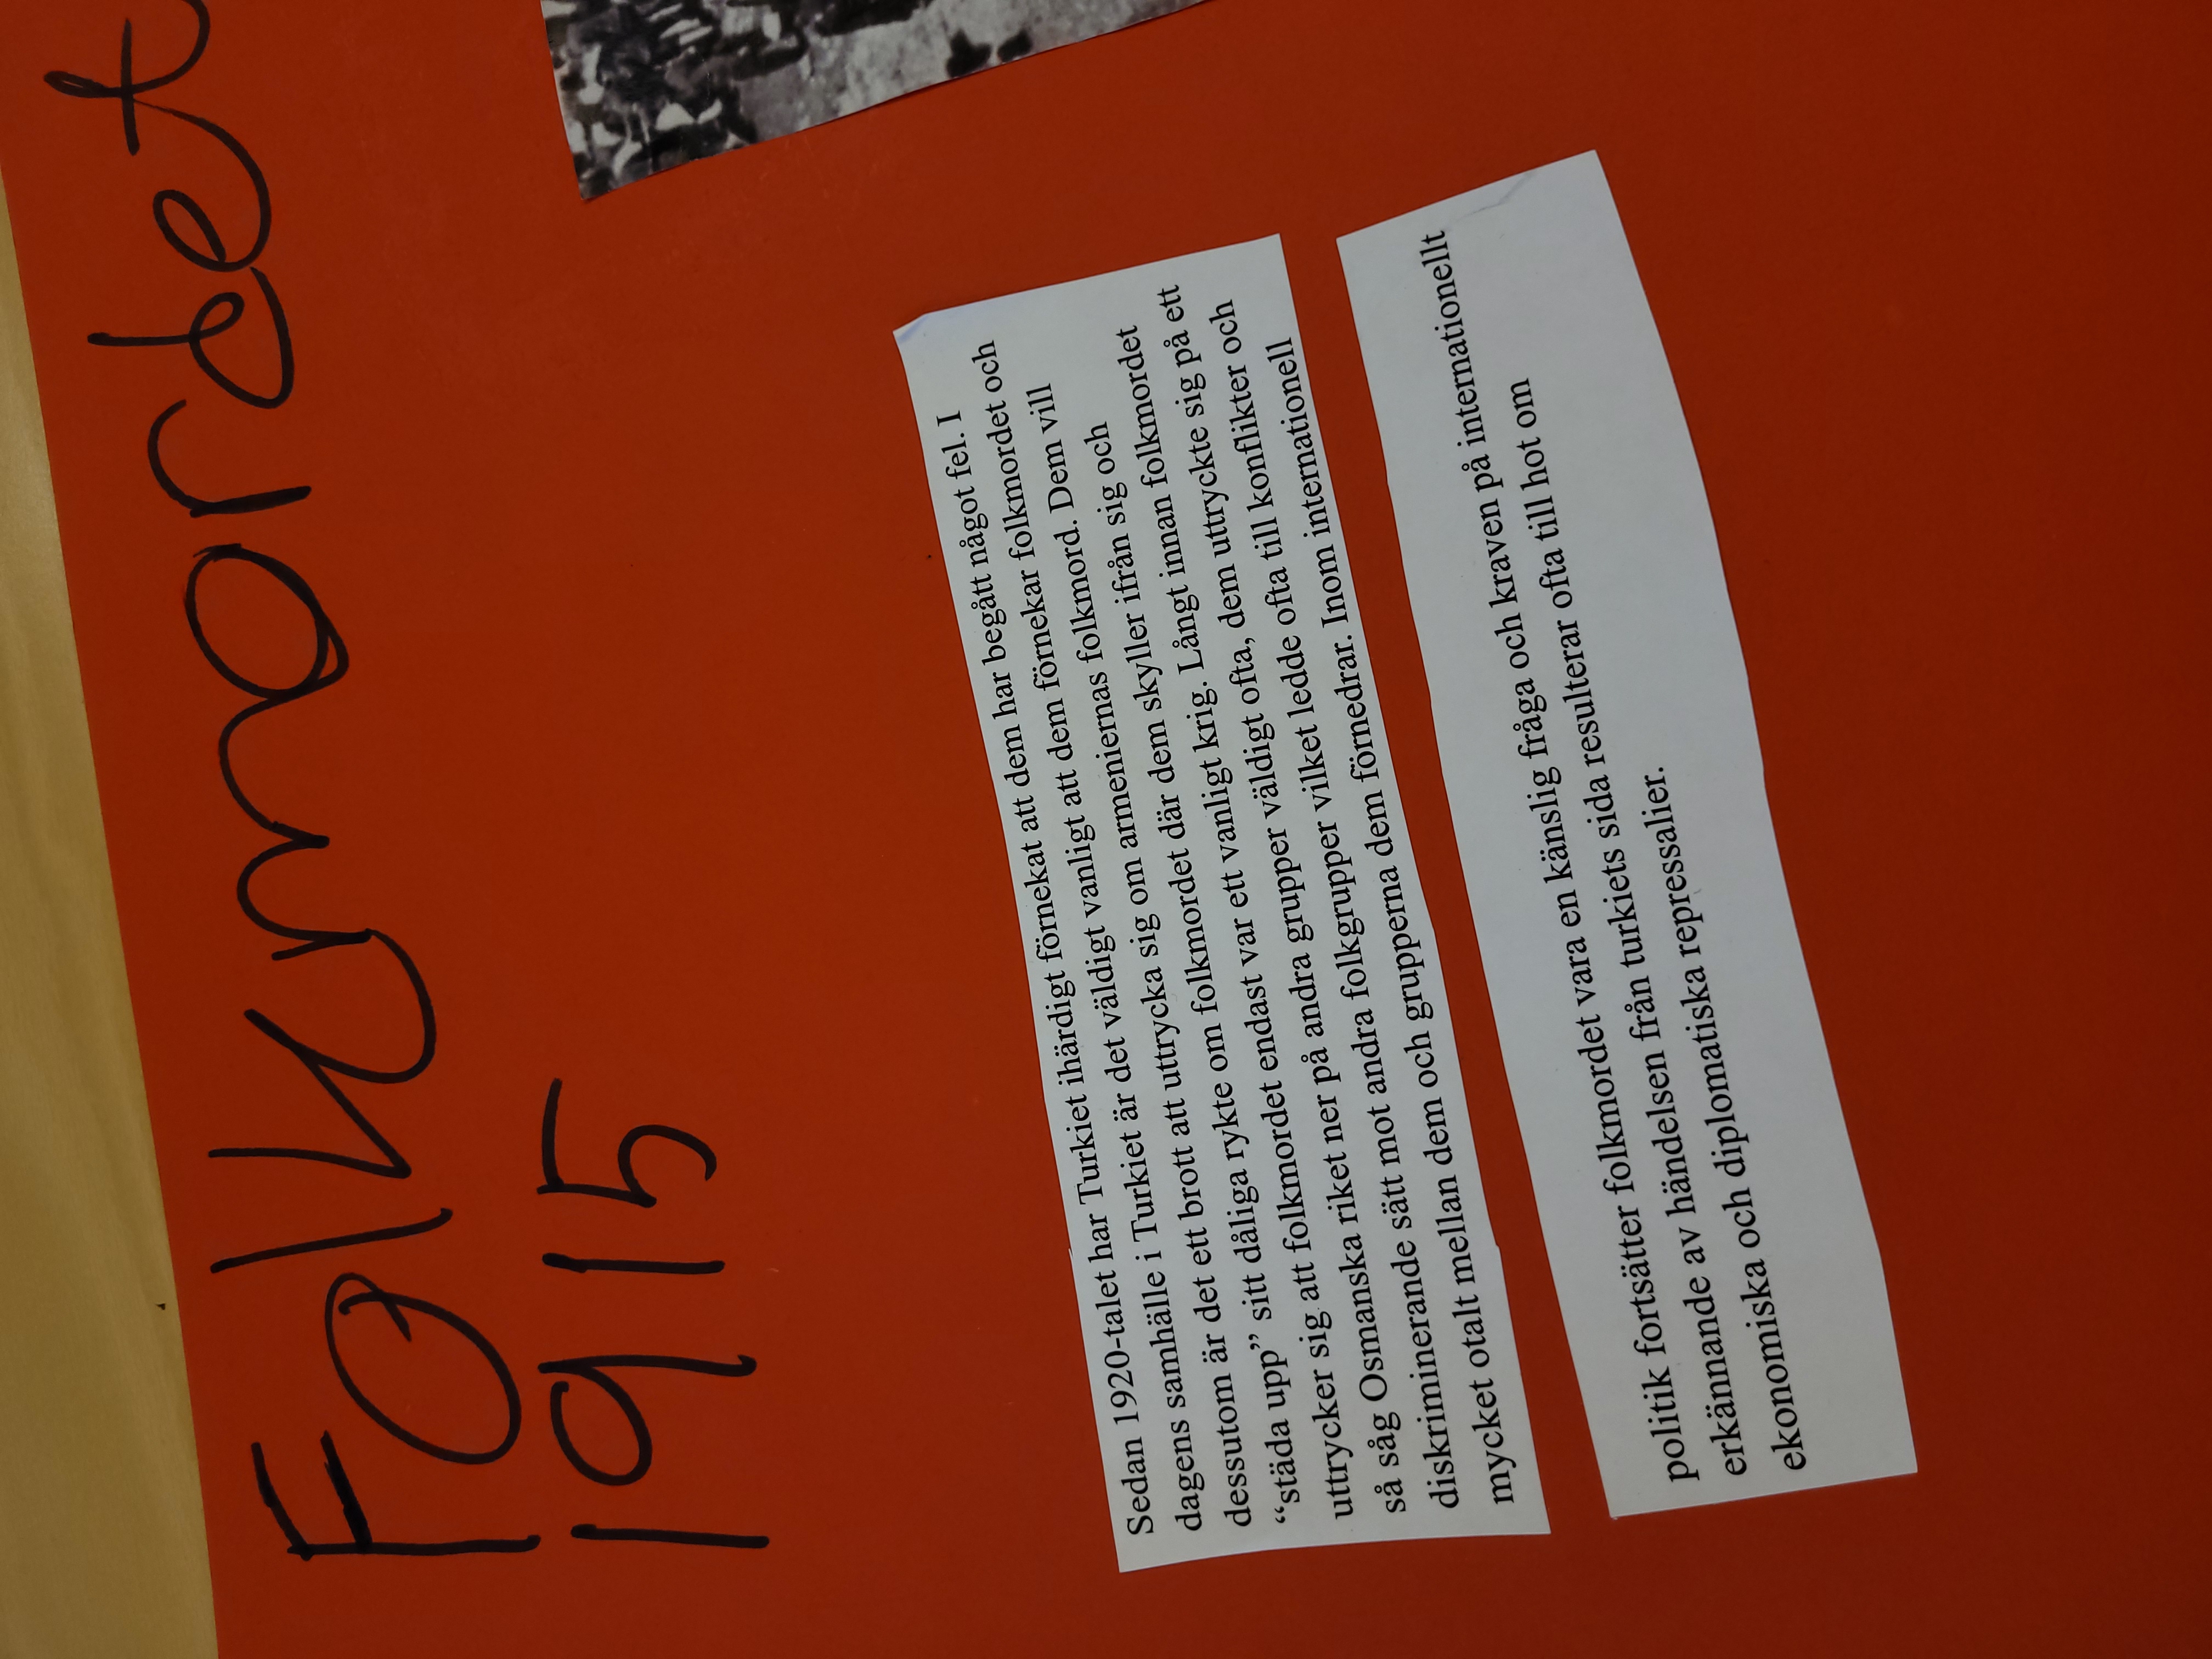 Folkmordet
1915
Sedan 1920-talet har Turkiet ihärdigt förnekat att dem har begått något fel. I
dagens samhälle i Turkiet är det väldigt vanligt att dem förnekar folkmordet och
dessutom är det ett brott att uttrycka sig om armeniernas folkmord. Dem vill
“städa upp” sitt dåliga rykte om folkmordet där dem skyller ifrån sig och
uttrycker sig att folkmordet endast var ett vanligt krig. Långt innan folkmordet
så såg Osmanska riket ner på andra grupper väldigt ofta, dem uttryckte sig på ett
diskriminerande sätt mot andra folkgrupper vilket ledde ofta till konflikter och
mycket otalt mellan dem och grupperna dem förnedrar. Inom internationell
politik fortsätter folkmordet vara en känslig fråga och kraven på internationellt
erkännande av händelsen från turkiets sida resulterar ofta till hot om
ekonomiska och diplomatiska repressalier.